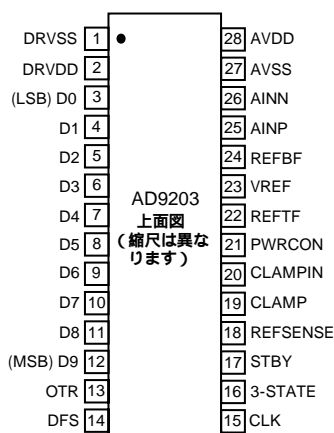 DRVSS 1 28 AVDD
DRVDD 2 27 AVSS
(LSB) D0 3 26 AINN
D1 4 25 AINP
D2 5 24 REFBF
D3 6 23 VREF
D4 7 22 REFTF
D5 8 21 PWRCON
D6 9 20 CLAMPIN
D7 10 19 CLAMP
D8 11 18 REFSENSE
(MSB) D9 12 17 STBY
OTR 13 16 3-STATE
DFS 14 15 CLK
AD9203
上面図
(縮尺は異な
ります)